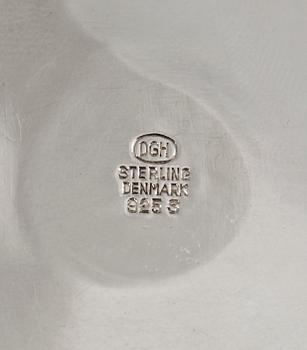 DGH
STERLING
DENMARK
925 S